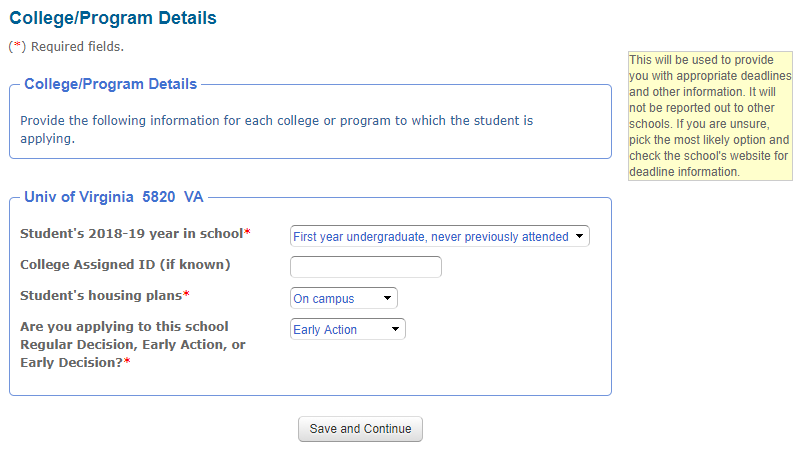 College/Program Details
(*) Required fields.
This will be used to provide
you with appropriate deadlines
and other information. It will
not be reported out to other
schools. If you are unsure,
pick the most likely option and
check the school's website for
deadline information.
College/Program Details
Provide the following information for each college or program to which the student is
applying.
Univ of Virginia 5820 VA
Student's 2018-19 year in school*
First year undergraduate, never previously attended
College Assigned ID (if known)
Student's housing plans*
On campus
Are you applying to this school
Regular Decision, Early Action, or
Early Decision?*
Early Action
Save and Continue